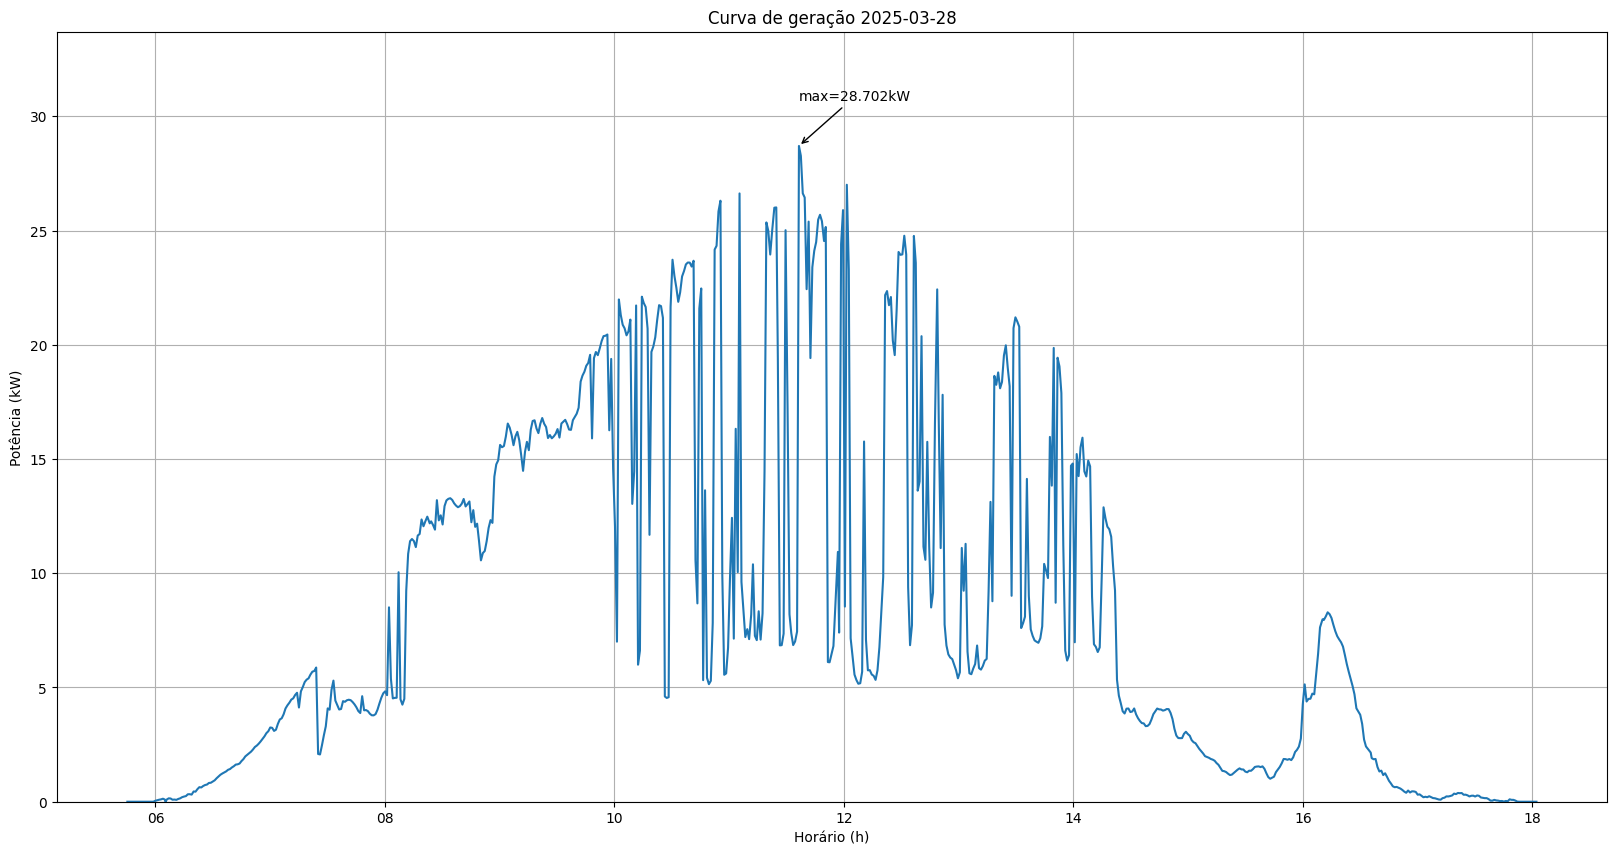 Curva de geração 2025-03-28
max=28.702kW
30
25
20
15
10
5
0
Potência (kW)
06 08 10 12 14 16 18
Horário (h)